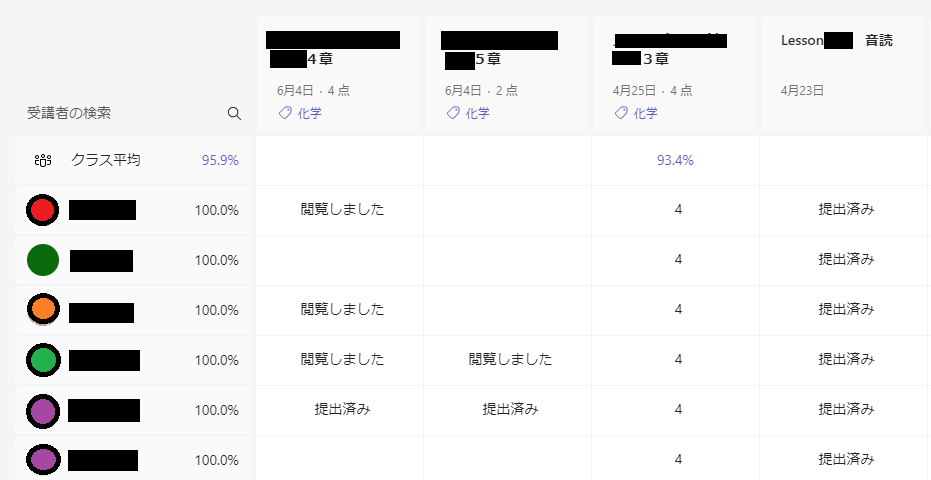 ４章
５章
３章
Lesson 音読
6月4日 · 4 点
6月4日 · 2 点
4月25日 · 4 点
4月23日
受講者の検索
化学
化学
化学
クラス平均 95.9% 93.4%
100.0% 閲覧しました 4 提出済み
100.0% 4 提出済み
100.0% 閲覧しました 4 提出済み
100.0% 閲覧しました 閲覧しました 4 提出済み
100.0% 提出済み 提出済み 4 提出済み
100.0% 4 提出済み